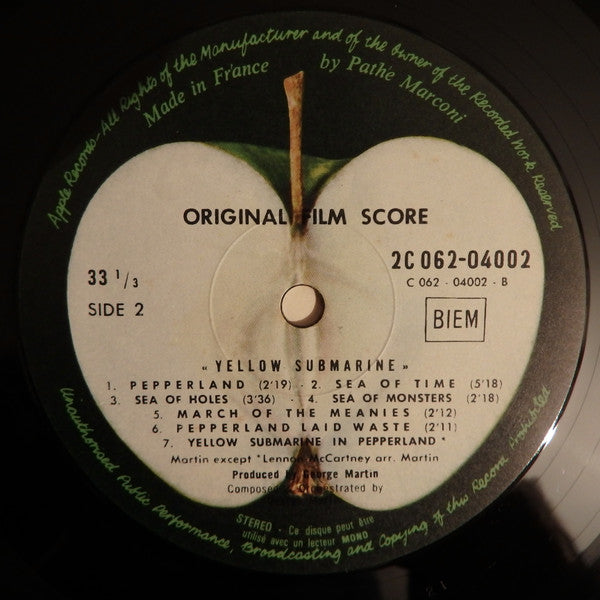 Apple Records-All Rights of the Manufacturer and of the Owner of the Recorded Work Reserved
Made in France by Pathe Marconi
ORIGINAL FILM SCORE
33 1/3
SIDE 2
2C 062-04002
C 062 · 04002 · B
BIEM
« YELLOW SUBMARINE »
1. PEPPERLAND (2'19) · 2. SEA OF TIME (5'18)
3. SEA OF HOLES (3'36) · 4. SEA OF MONSTERS (2'18)
5. MARCH OF THE MEANIES (2'12)
6. PEPPERLAND LAID WASTE (2'11)
7. YELLOW SUBMARINE IN PEPPERLAND*
Martin except *Lennon-McCartney arr. Martin
Produced by George Martin
Composed & Orchestrated by
STEREO - Ce disque peut être
utilisé avec un lecteur MONO
Unauthorised Public Performance, Broadcasting and Copying of this Record Prohibited